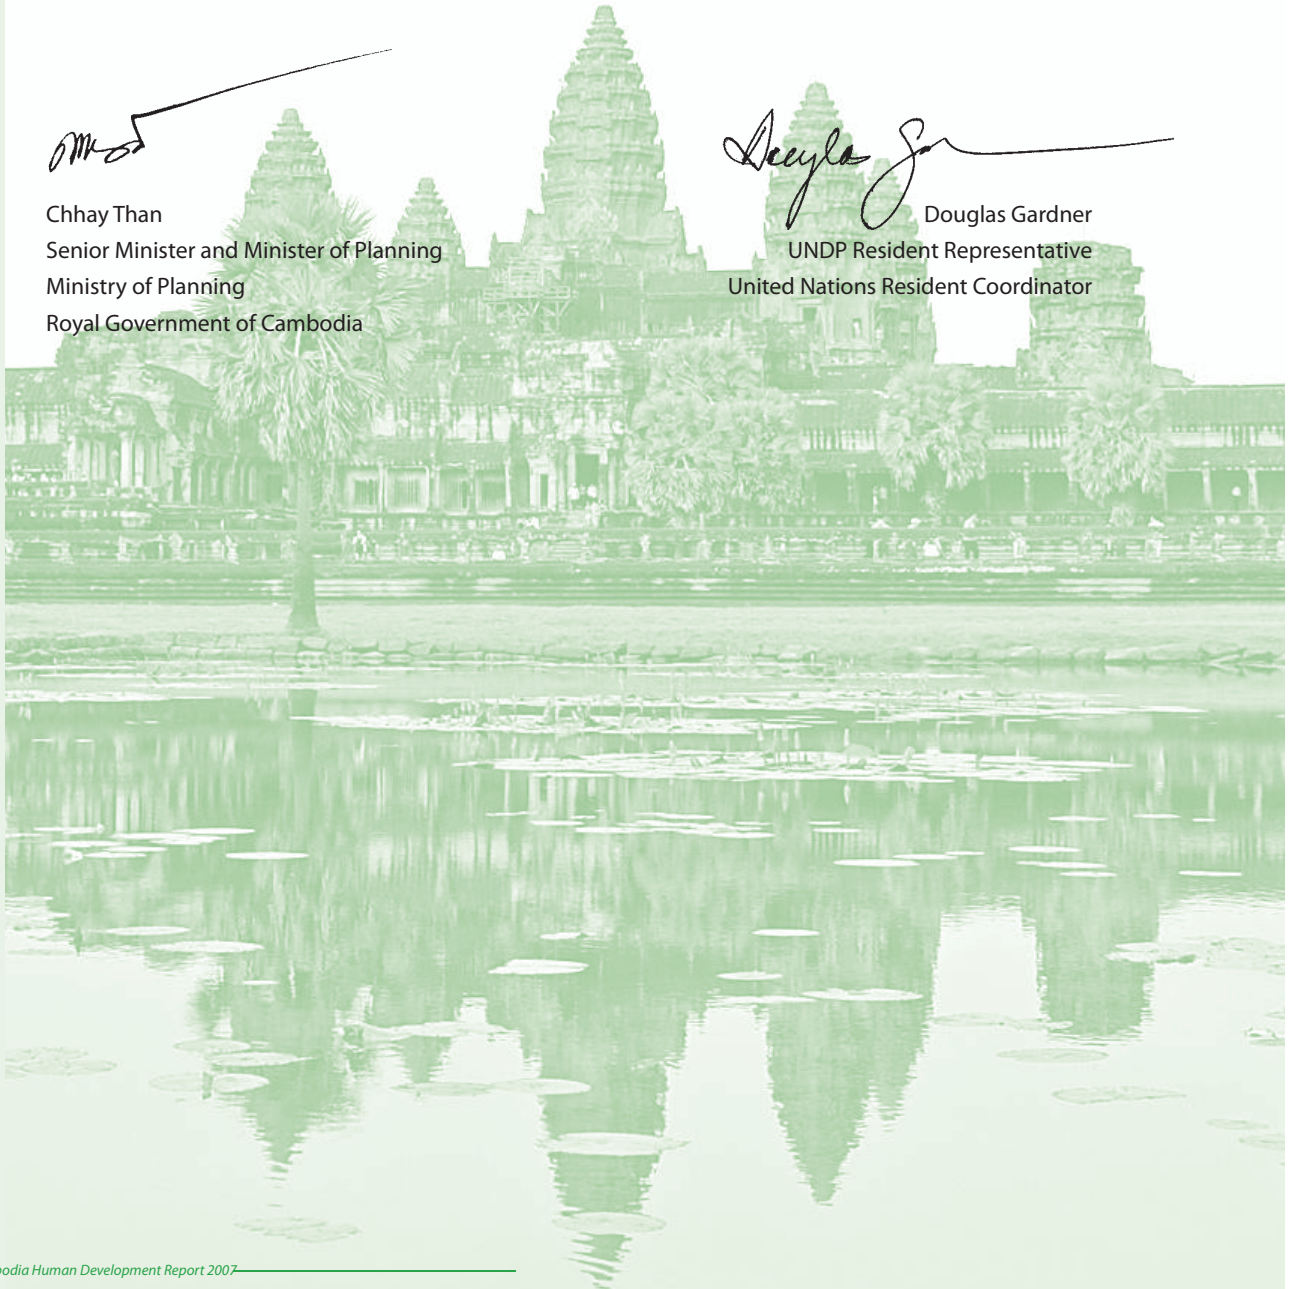 Chhay Than
Senior Minister and Minister of Planning
Ministry of Planning
Royal Government of Cambodia
Douglas Gardner
UNDP Resident Representative
United Nations Resident Coordinator
bodia Human Development Report 2007